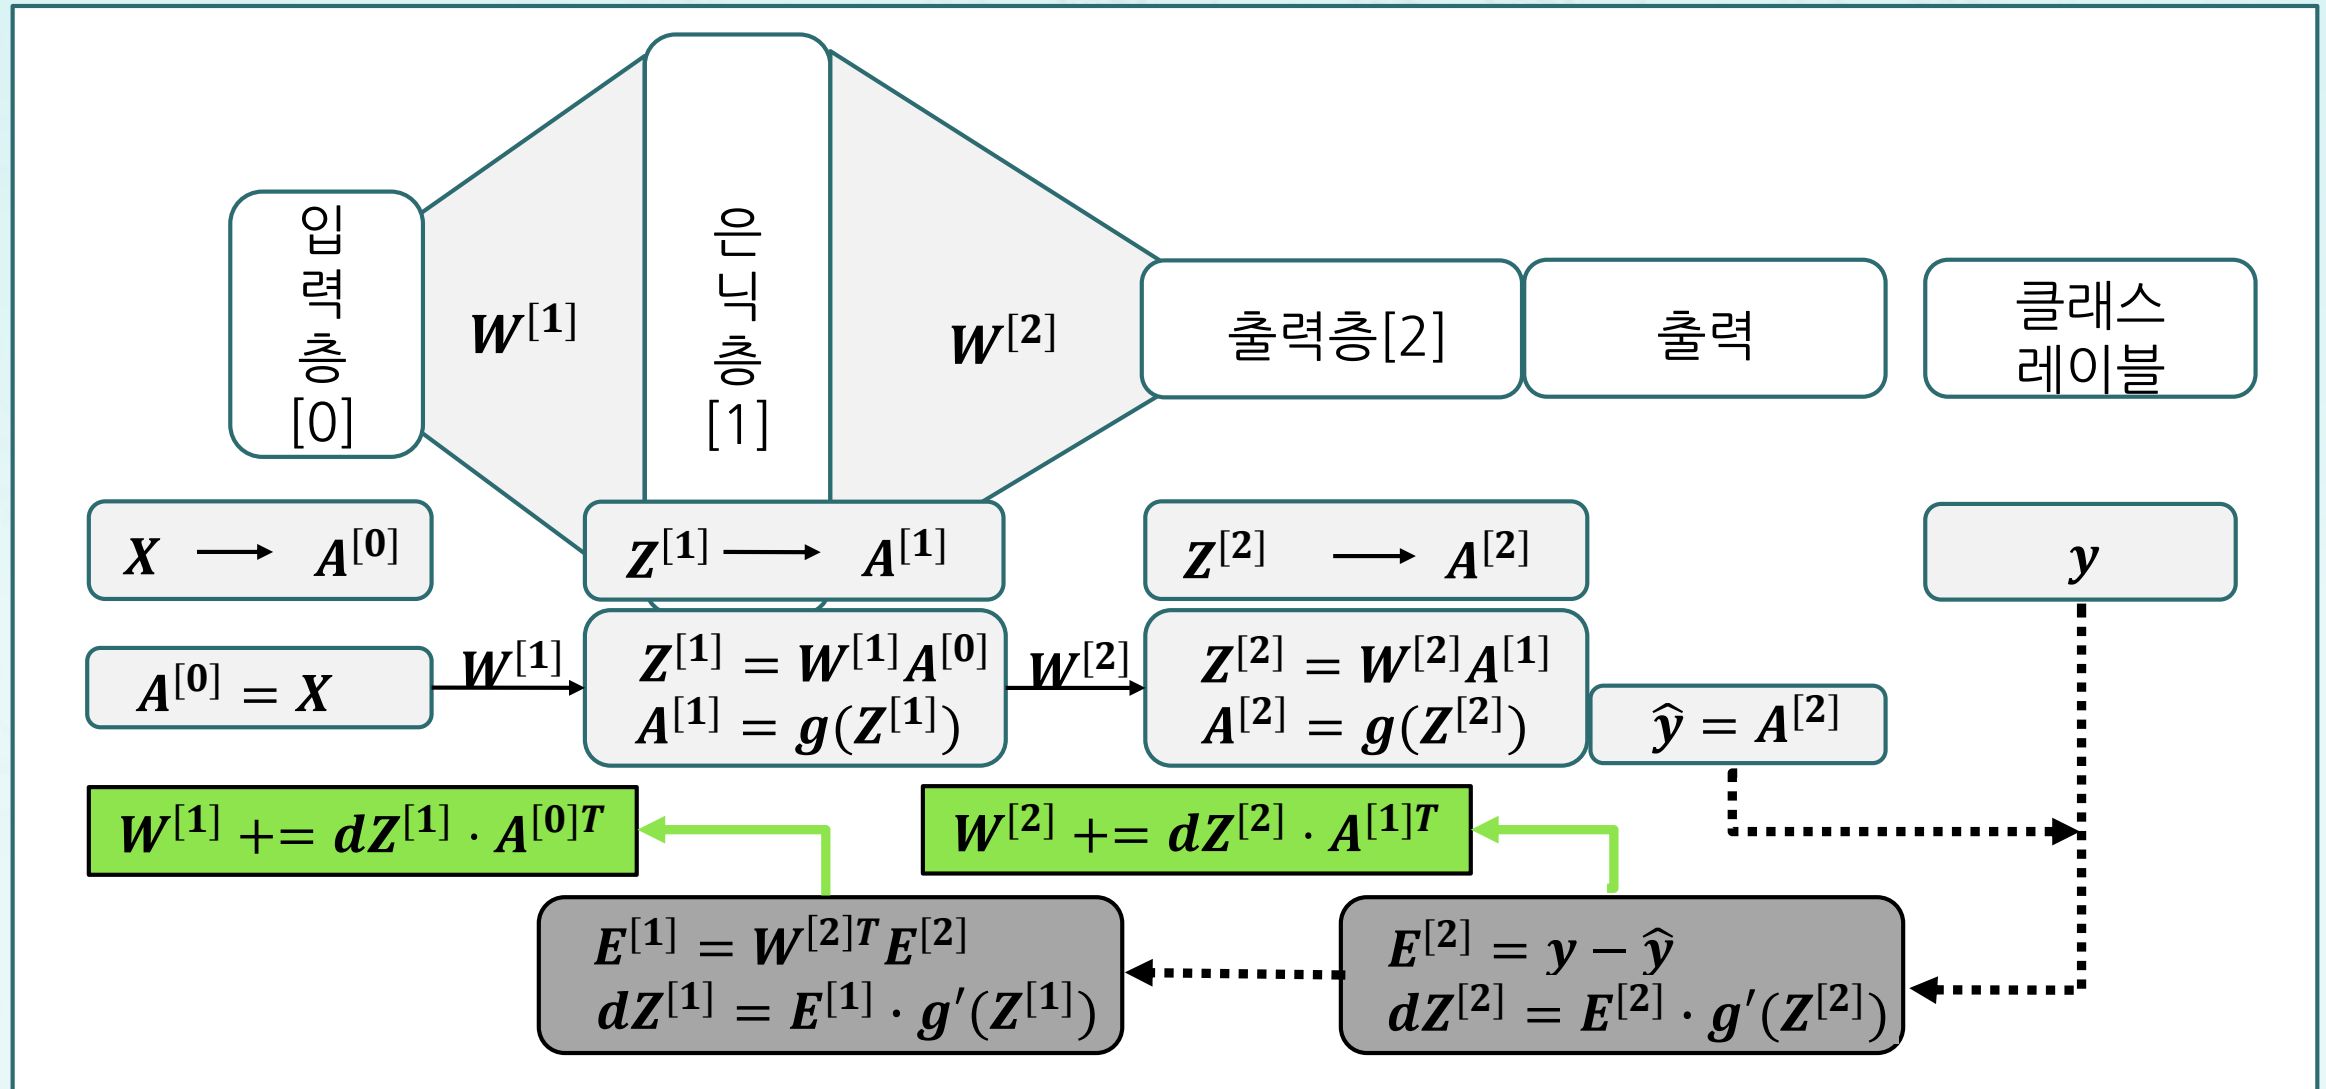 입
력
층
[0]
W^[1]
은
닉
층
[1]
W^[2]
출력층[2]
출력
클래스
레이블
X → A^[0]
Z^[1] → A^[1]
Z^[2] → A^[2]
y
A^[0] = X
W^[1]
Z^[1] = W^[1]A^[0]
A^[1] = g(Z^[1])
W^[2]
Z^[2] = W^[2]A^[1]
A^[2] = g(Z^[2])
ŷ = A^[2]
W^[1] += dZ^[1] · A^[0]T
W^[2] += dZ^[2] · A^[1]T
E^[1] = W^[2]T E^[2]
dZ^[1] = E^[1] · g′(Z^[1])
E^[2] = y − ŷ
dZ^[2] = E^[2] · g′(Z^[2])